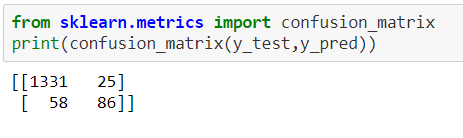 from sklearn.metrics import confusion_matrix
print(confusion_matrix(y_test,y_pred))
[[1331   25]
 [  58   86]]